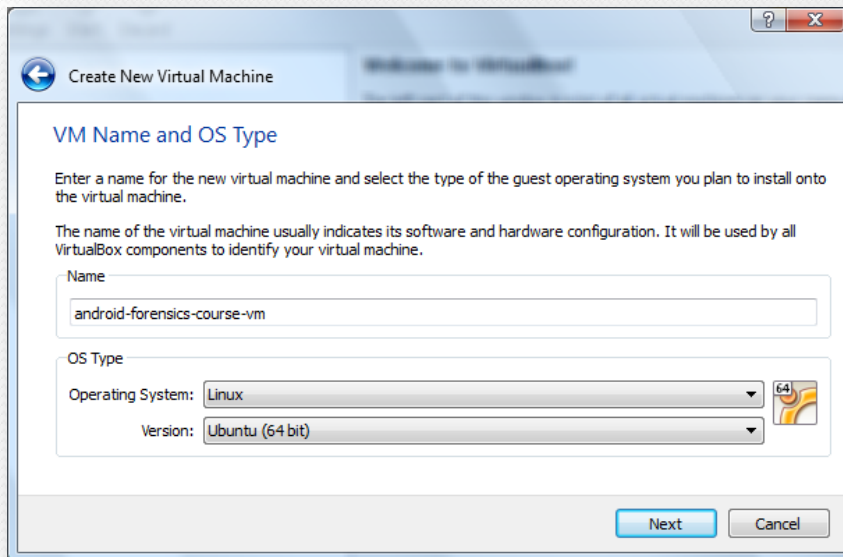 Create New Virtual Machine
Welcome to VirtualBox!
VM Name and OS Type
Enter a name for the new virtual machine and select the type of the guest operating system you plan to install onto
the virtual machine.
The name of the virtual machine usually indicates its software and hardware configuration. It will be used by all
VirtualBox components to identify your virtual machine.
Name
android-forensics-course-vm
OS Type
Operating System: Linux
64
Version: Ubuntu (64 bit)
Next Cancel